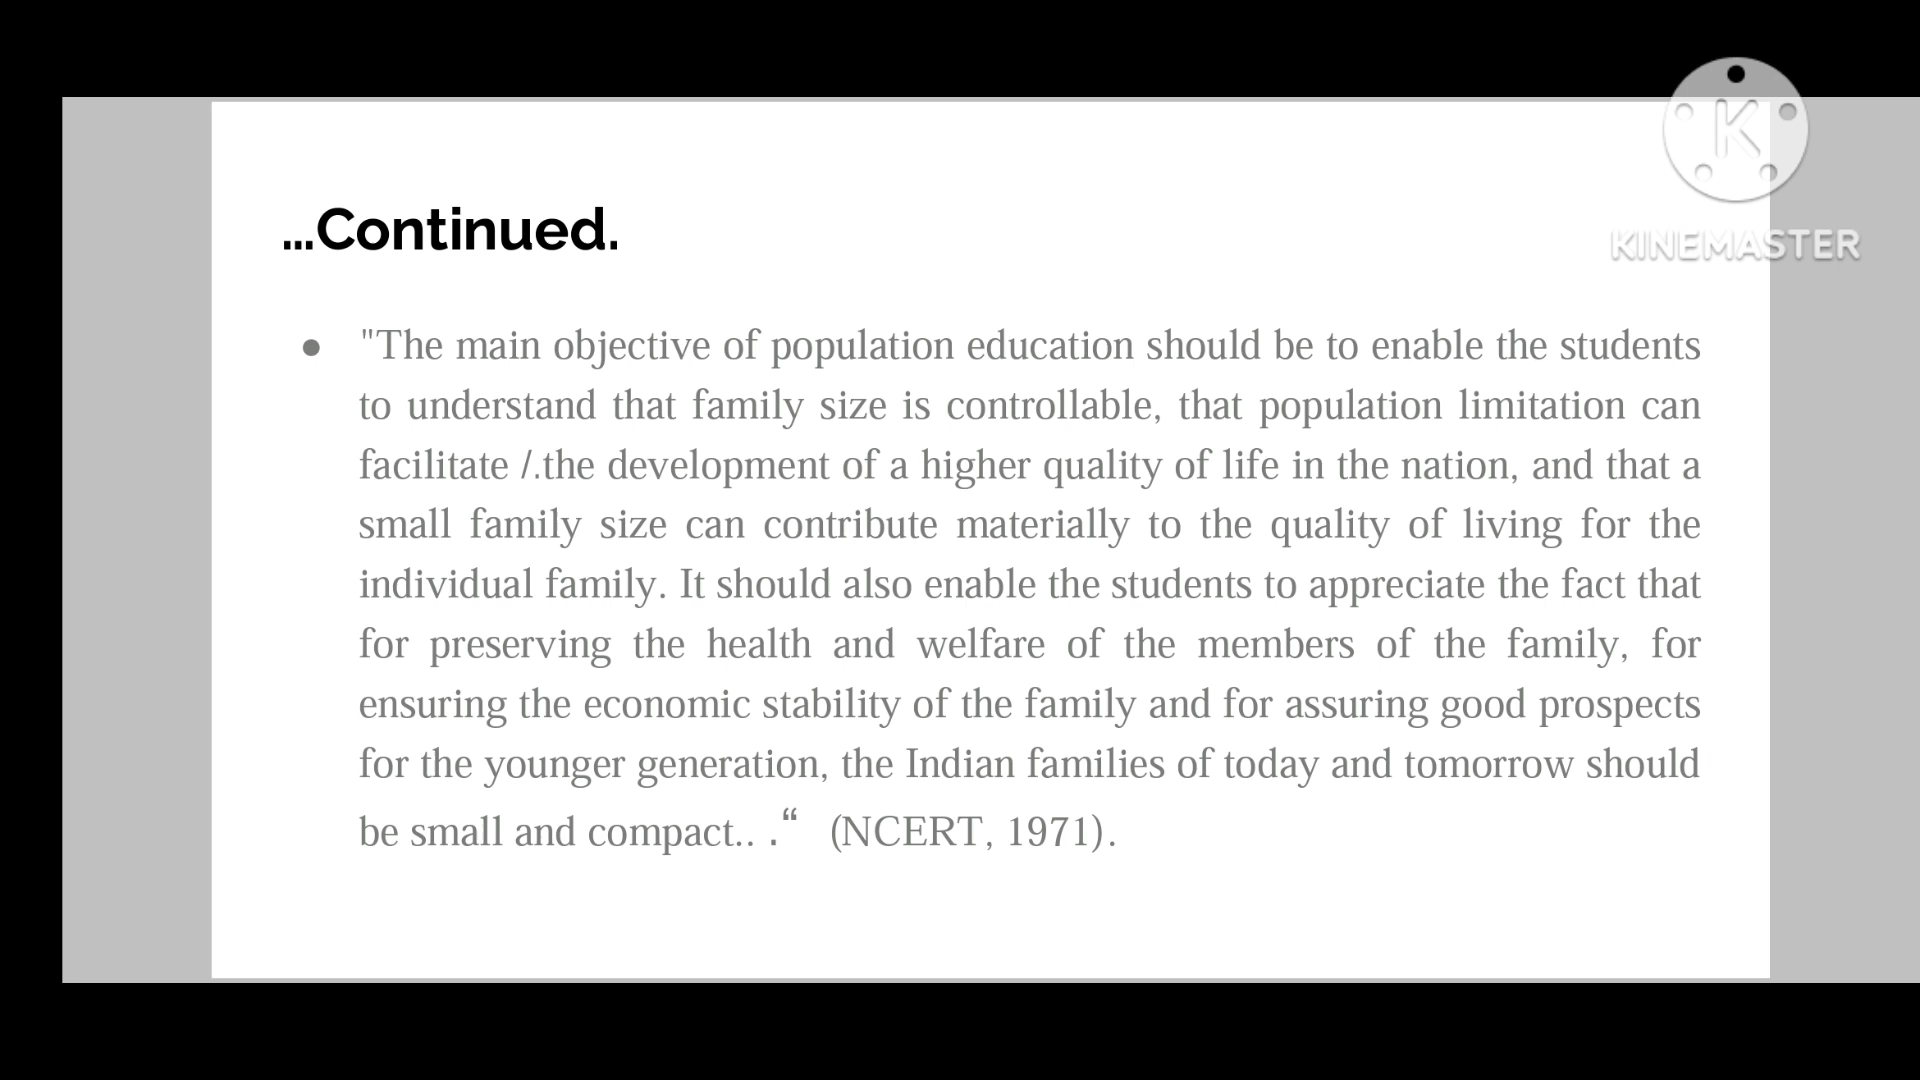 ...Continued.
K
KINEMASTER
● "The main objective of population education should be to enable the students
to understand that family size is controllable, that population limitation can
facilitate /.the development of a higher quality of life in the nation, and that a
small family size can contribute materially to the quality of living for the
individual family. It should also enable the students to appreciate the fact that
for preserving the health and welfare of the members of the family, for
ensuring the economic stability of the family and for assuring good prospects
for the younger generation, the Indian families of today and tomorrow should
be small and compact.. .“ (NCERT, 1971).